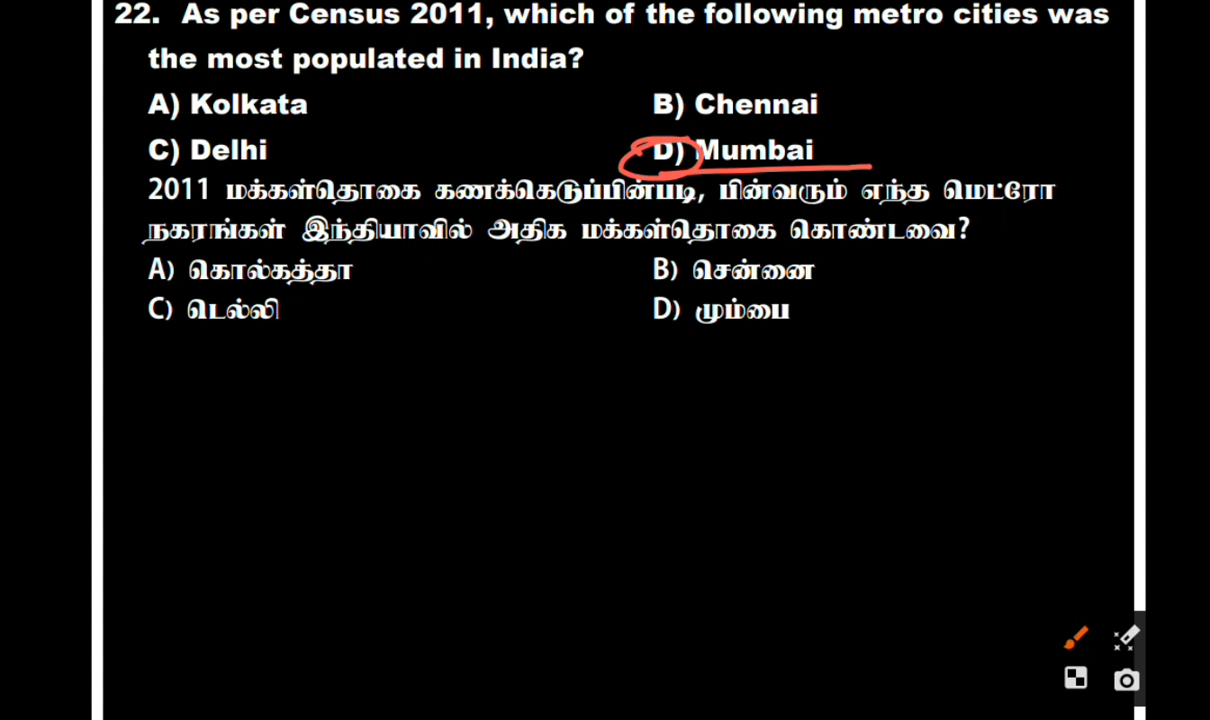 22. As per Census 2011, which of the following metro cities was
the most populated in India?
A) Kolkata B) Chennai
C) Delhi D) Mumbai
2011 மக்கள்தொகை கணக்கெடுப்பின்படி, பின்வரும் எந்த மெட்ரோ
நகரங்கள் இந்தியாவில் அதிக மக்கள்தொகை கொண்டவை?
A) கொல்கத்தா B) சென்னை
C) டெல்லி D) மும்பை